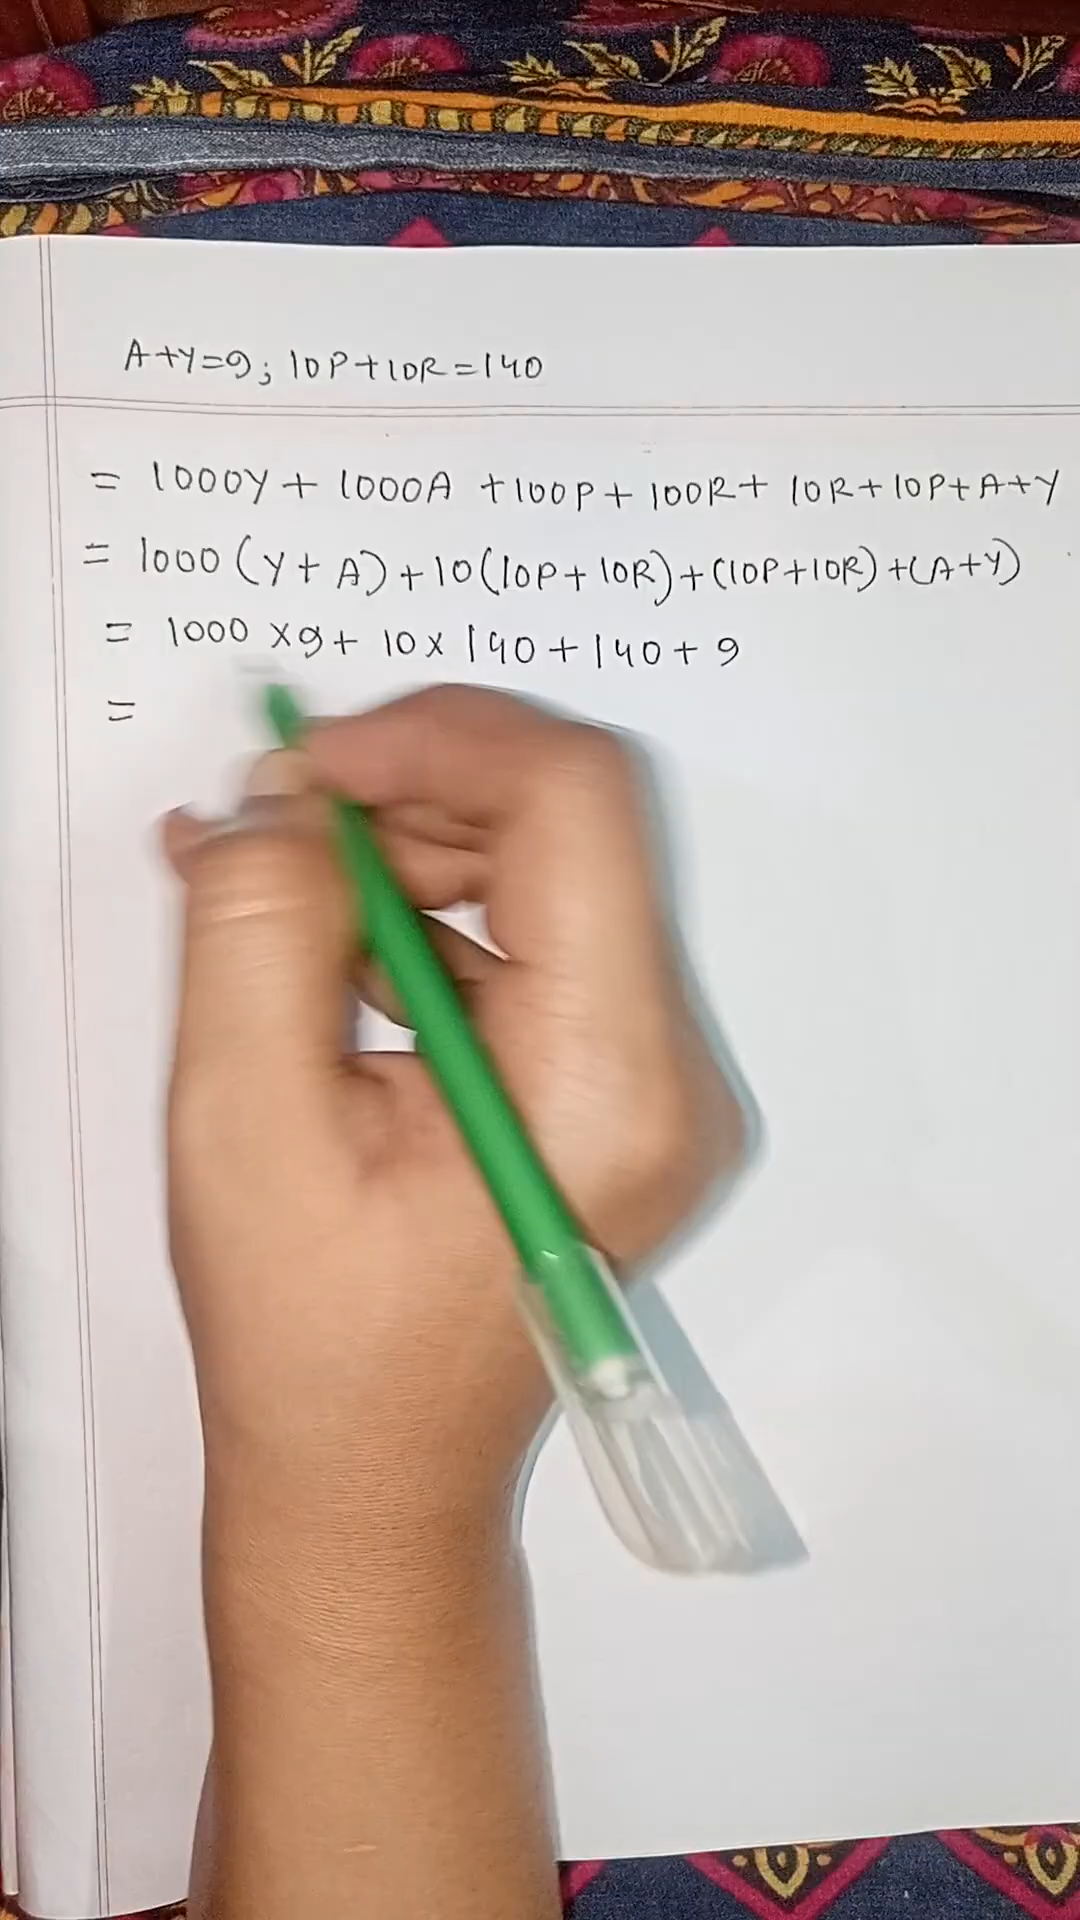 A+Y=9; 10P+10R=140
= 1000Y + 1000A +100P+ 100R+ 10R+10P+A+Y
= 1000 (Y+ A)+10(10P+10R)+(10P+10R)+(A+Y)
= 1000 ×9+ 10× 140+140+ 9
=